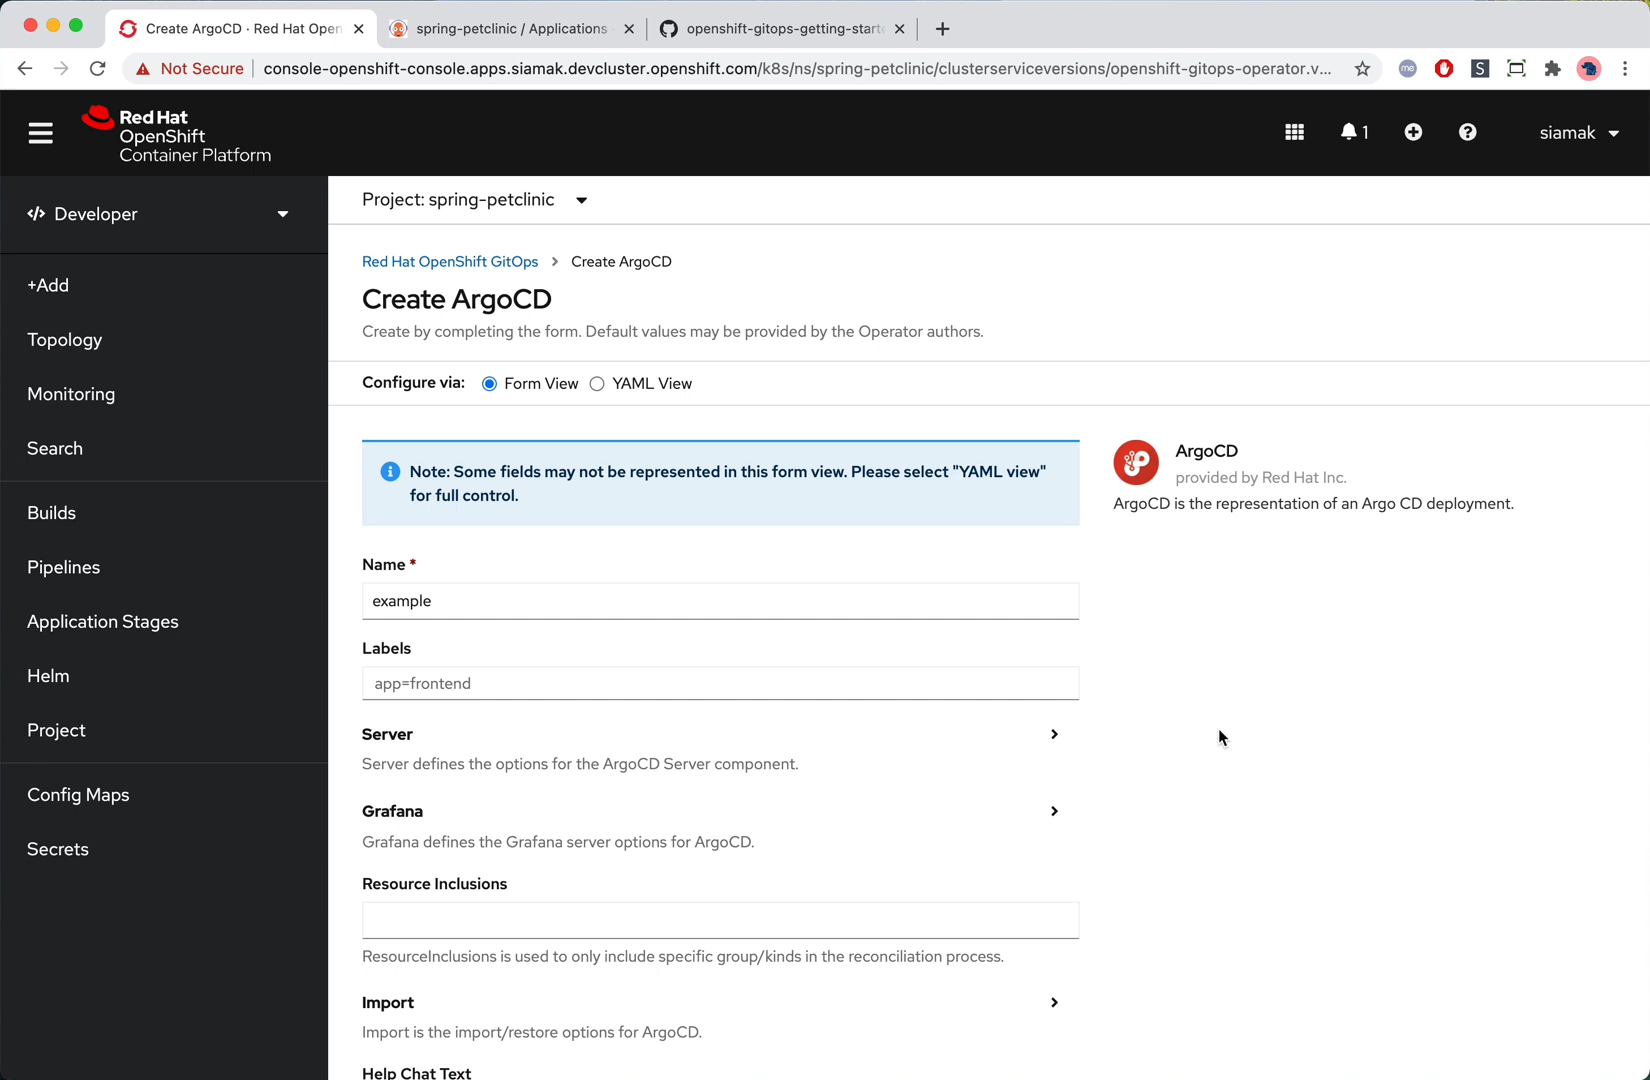 Create ArgoCD · Red Hat Open
spring-petclinic / Applications
openshift-gitops-getting-starte
Not Secure
console-openshift-console.apps.siamak.devcluster.openshift.com/k8s/ns/spring-petclinic/clusterserviceversions/openshift-gitops-operator.v...
me
S
Red Hat
OpenShift
Container Platform
1
siamak
Developer
+Add
Topology
Monitoring
Search
Builds
Pipelines
Application Stages
Helm
Project
Config Maps
Secrets
Project: spring-petclinic
Red Hat OpenShift GitOps > Create ArgoCD
Create ArgoCD
Create by completing the form. Default values may be provided by the Operator authors.
Configure via: Form View YAML View
Note: Some fields may not be represented in this form view. Please select "YAML view"
for full control.
Name *
example
Labels
app=frontend
Server
Server defines the options for the ArgoCD Server component.
Grafana
Grafana defines the Grafana server options for ArgoCD.
Resource Inclusions
ResourceInclusions is used to only include specific group/kinds in the reconciliation process.
Import
Import is the import/restore options for ArgoCD.
Help Chat Text
ArgoCD
provided by Red Hat Inc.
ArgoCD is the representation of an Argo CD deployment.